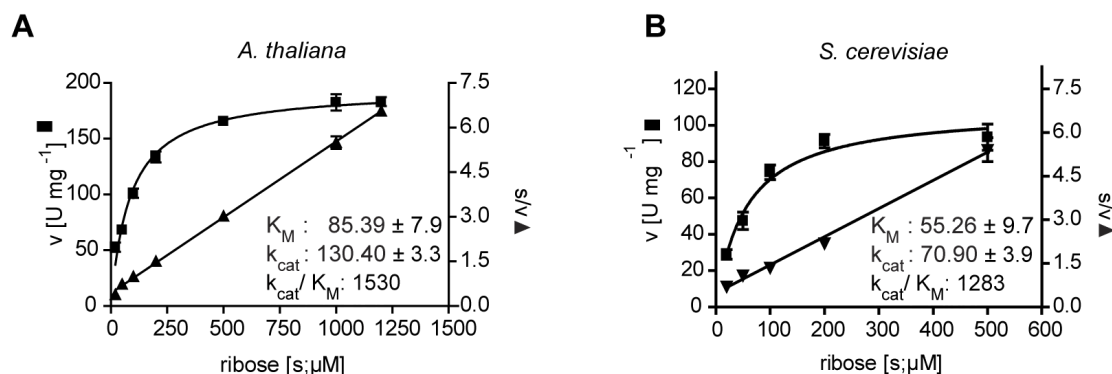 A
A. thaliana
v [U mg -1]
200
150
100
50
0
7.5
6.0
4.5
3.0
1.5
0.0
s/v
K_M : 85.39 ± 7.9
k_cat : 130.40 ± 3.3
k_cat / K_M : 1530
0 250 500 750 1000 1250 1500
ribose [s;µM]
B
S. cerevisiae
v [U mg -1]
120
100
80
60
40
20
0
7.5
6.0
4.5
3.0
1.5
0.0
s/v
K_M : 55.26 ± 9.7
k_cat : 70.90 ± 3.9
k_cat / K_M : 1283
0 100 200 300 400 500 600
ribose [s;µM]